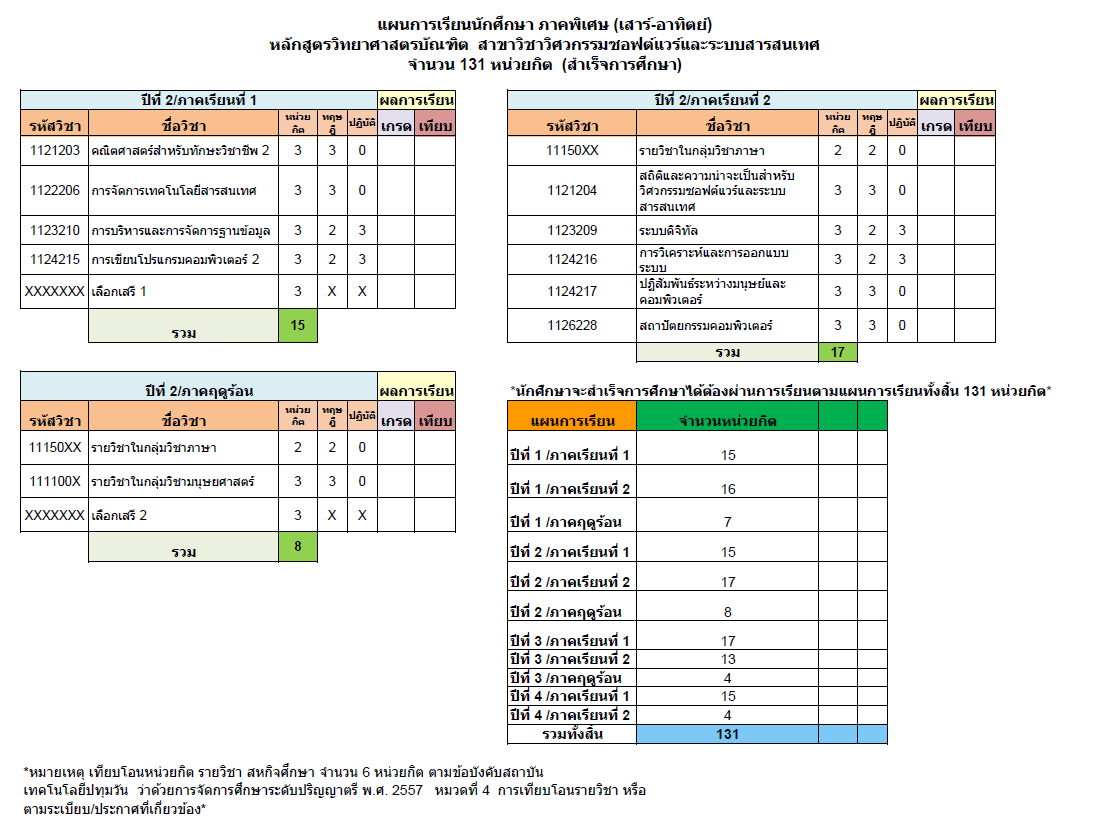 แผนการเรียนนักศึกษา ภาคพิเศษ (เสาร์-อาทิตย์)
หลักสูตรวิทยาศาสตรบัณฑิต สาขาวิชาวิศวกรรมซอฟต์แวร์และระบบสารสนเทศ
จำนวน 131 หน่วยกิต (สำเร็จการศึกษา)
ปีที่ 2/ภาคเรียนที่ 1 ผลการเรียน
รหัสวิชา ชื่อวิชา หน่วยกิต ทฤษฎี ปฏิบัติ เกรด เทียบ
1121203 คณิตศาสตร์สำหรับทักษะวิชาชีพ 2 3 3 0
1122206 การจัดการเทคโนโลยีสารสนเทศ 3 3 0
1123210 การบริหารและการจัดการฐานข้อมูล 3 2 3
1124215 การเขียนโปรแกรมคอมพิวเตอร์ 2 3 2 3
XXXXXXX เลือกเสรี 1 3 X X
รวม 15
ปีที่ 2/ภาคเรียนที่ 2 ผลการเรียน
รหัสวิชา ชื่อวิชา หน่วยกิต ทฤษฎี ปฏิบัติ เกรด เทียบ
11150XX รายวิชาในกลุ่มวิชาภาษา 2 2 0
สถิติและความน่าจะเป็นสำหรับ
1121204 วิศวกรรมซอฟต์แวร์และระบบ 3 3 0
สารสนเทศ
1123209 ระบบดิจิทัล 3 2 3
1124216 การวิเคราะห์และการออกแบบ 3 2 3
ระบบ
1124217 ปฏิสัมพันธ์ระหว่างมนุษย์และ 3 3 0
คอมพิวเตอร์
1126228 สถาปัตยกรรมคอมพิวเตอร์ 3 3 0
รวม 17
ปีที่ 2/ภาคฤดูร้อน ผลการเรียน
รหัสวิชา ชื่อวิชา หน่วยกิต ทฤษฎี ปฏิบัติ เกรด เทียบ
11150XX รายวิชาในกลุ่มวิชาภาษา 2 2 0
111100X รายวิชาในกลุ่มวิชามนุษยศาสตร์ 3 3 0
XXXXXXX เลือกเสรี 2 3 X X
รวม 8
*นักศึกษาจะสำเร็จการศึกษาได้ต้องผ่านการเรียนตามแผนการเรียนทั้งสิ้น 131 หน่วยกิต*
แผนการเรียน จำนวนหน่วยกิต
ปีที่ 1 /ภาคเรียนที่ 1 15
ปีที่ 1 /ภาคเรียนที่ 2 16
ปีที่ 1 /ภาคฤดูร้อน 7
ปีที่ 2 /ภาคเรียนที่ 1 15
ปีที่ 2 /ภาคเรียนที่ 2 17
ปีที่ 2 /ภาคฤดูร้อน 8
ปีที่ 3 /ภาคเรียนที่ 1 17
ปีที่ 3 /ภาคเรียนที่ 2 13
ปีที่ 3 /ภาคฤดูร้อน 4
ปีที่ 4 /ภาคเรียนที่ 1 15
ปีที่ 4 /ภาคเรียนที่ 2 4
รวมทั้งสิ้น 131
*หมายเหตุ เทียบโอนหน่วยกิต รายวิชา สหกิจศึกษา จำนวน 6 หน่วยกิต ตามข้อบังคับสถาบัน
เทคโนโลยีปทุมวัน ว่าด้วยการจัดการศึกษาระดับปริญญาตรี พ.ศ. 2557 หมวดที่ 4 การเทียบโอนรายวิชา หรือ
ตามระเบียบ/ประกาศที่เกี่ยวข้อง*